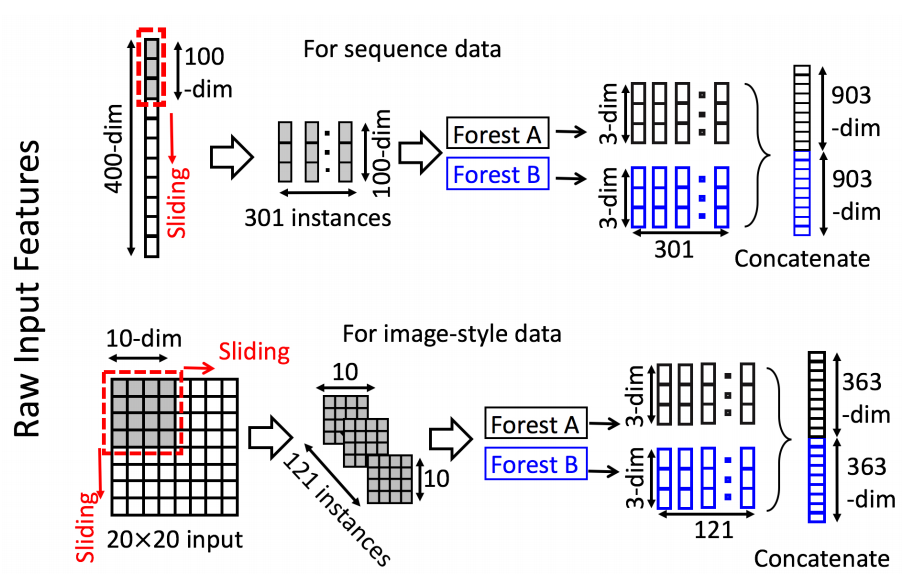 Raw Input Features
For sequence data
400-dim
100
-dim
Sliding
301 instances
100-dim
Forest A
Forest B
3-dim
3-dim
301
903
-dim
903
-dim
Concatenate
For image-style data
10-dim
Sliding
Sliding
20×20 input
10
10
121 instances
Forest A
Forest B
3-dim
3-dim
121
363
-dim
363
-dim
Concatenate